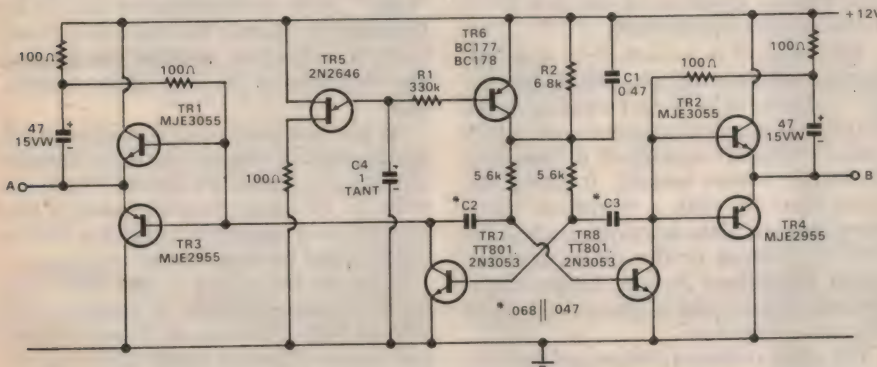 +12V
100Ω
100Ω
TR1
MJE3055
47
15VW
+
−
A
TR3
MJE2955
TR5
2N2646
100Ω
R1
330k
C4
1
TANT
−
TR6
BC177,
BC178
R2
6.8k
C1
0.47
5.6k
5.6k
*C2
*C3
TR7
TT801,
2N3053
TR8
TT801,
2N3053
* .068 || .047
100Ω
100Ω
TR2
MJE3055
47
15VW
+
−
B
TR4
MJE2955